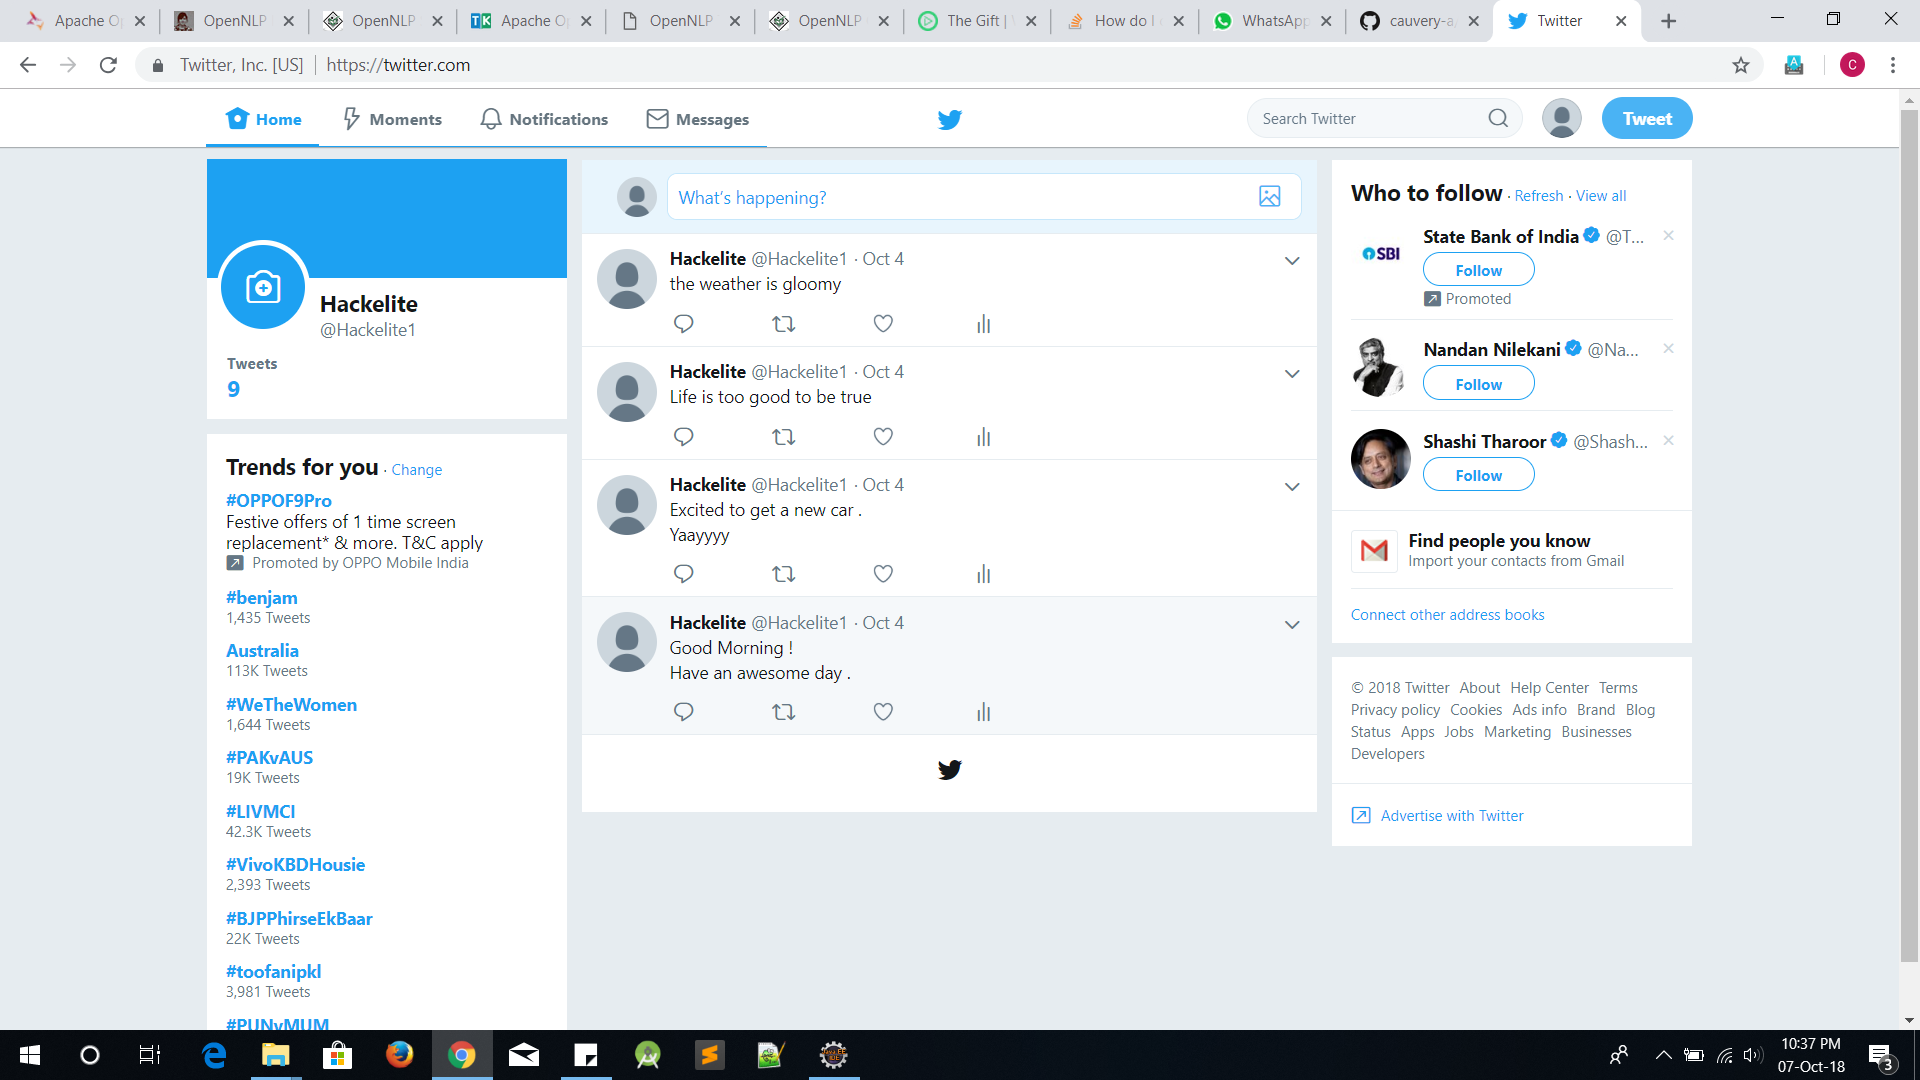 Apache Op
OpenNLP
OpenNLP
Apache Op
OpenNLP
OpenNLP
The Gift |
How do I
WhatsApp
cauvery-a
Twitter
Twitter, Inc. [US]
https://twitter.com
C
Home
Moments
Notifications
Messages
Search Twitter
Tweet
Hackelite
@Hackelite1
Tweets
9
Trends for you · Change
#OPPOF9Pro
Festive offers of 1 time screen
replacement* & more. T&C apply
Promoted by OPPO Mobile India
#benjam
1,435 Tweets
Australia
113K Tweets
#WeTheWomen
1,644 Tweets
#PAKvAUS
19K Tweets
#LIVMCI
42.3K Tweets
#VivoKBDHousie
2,393 Tweets
#BJPPhirseEkBaar
22K Tweets
#toofanipkl
3,981 Tweets
#PUNvMUM
What's happening?
Hackelite @Hackelite1 · Oct 4
the weather is gloomy
Hackelite @Hackelite1 · Oct 4
Life is too good to be true
Hackelite @Hackelite1 · Oct 4
Excited to get a new car .
Yaayyyy
Hackelite @Hackelite1 · Oct 4
Good Morning !
Have an awesome day .
Who to follow · Refresh · View all
SBI
State Bank of India @T...
Follow
Promoted
Nandan Nilekani @Na...
Follow
Shashi Tharoor @Shash...
Follow
Find people you know
Import your contacts from Gmail
Connect other address books
© 2018 Twitter About Help Center Terms
Privacy policy Cookies Ads info Brand Blog
Status Apps Jobs Marketing Businesses
Developers
Advertise with Twitter
10:37 PM
07-Oct-18
3